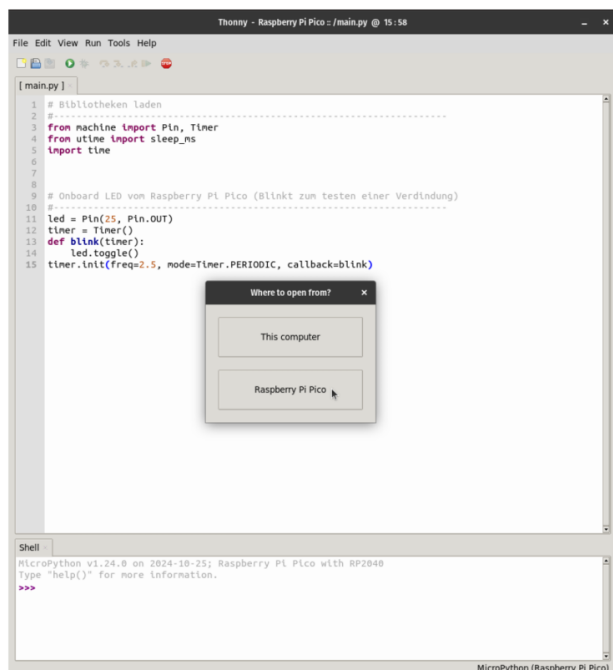 Thonny - Raspberry Pi Pico :: /main.py @ 15:58
File Edit View Run Tools Help
[ main.py ]
1 # Bibliotheken laden
2 #------------------------------------------------------------------
3 from machine import Pin, Timer
4 from utime import sleep_ms
5 import time
6
7
8
9 # Onboard LED vom Raspberry Pi Pico (Blinkt zum testen einer Verdindung)
10 #------------------------------------------------------------------
11 led = Pin(25, Pin.OUT)
12 timer = Timer()
13 def blink(timer):
14     led.toggle()
15 timer.init(freq=2.5, mode=Timer.PERIODIC, callback=blink)
Where to open from?
This computer
Raspberry Pi Pico
Shell
MicroPython v1.24.0 on 2024-10-25; Raspberry Pi Pico with RP2040
Type "help()" for more information.
>>>
MicroPython (Raspberry Pi Pico)